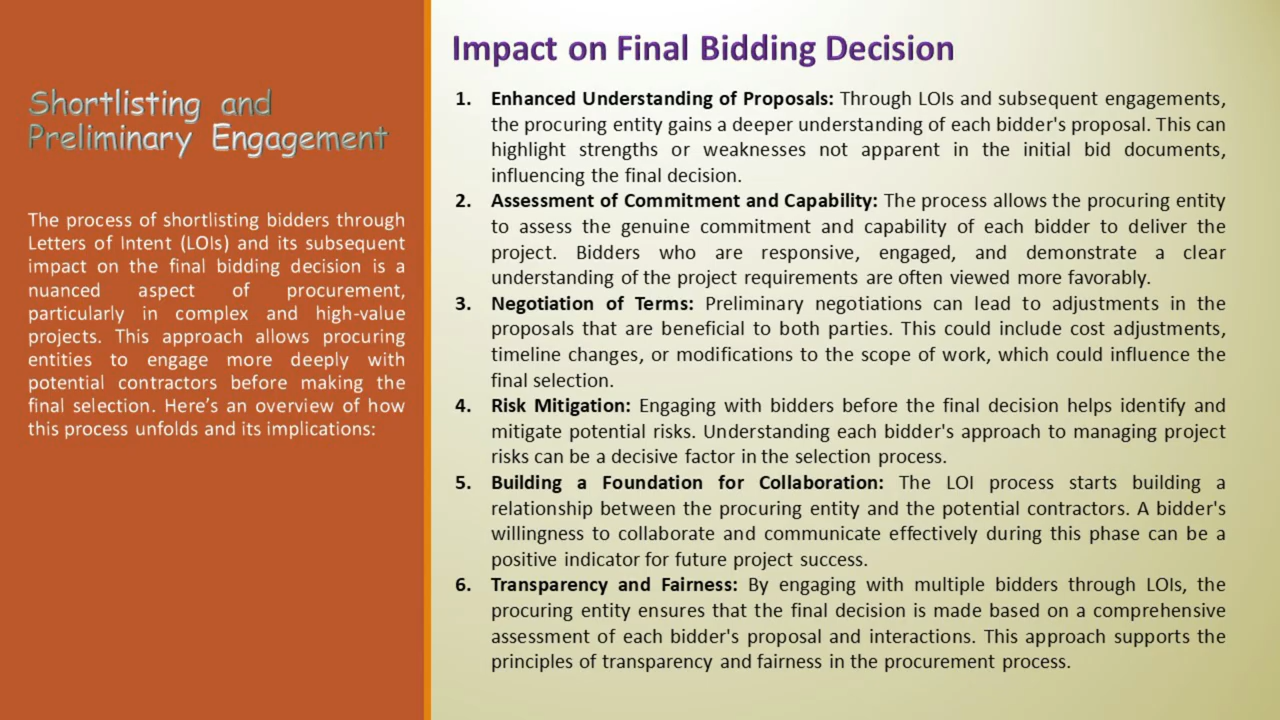 Shortlisting and
Preliminary Engagement
The process of shortlisting bidders through
Letters of Intent (LOIs) and its subsequent
impact on the final bidding decision is a
nuanced aspect of procurement,
particularly in complex and high-value
projects. This approach allows procuring
entities to engage more deeply with
potential contractors before making the
final selection. Here’s an overview of how
this process unfolds and its implications:
Impact on Final Bidding Decision
1. Enhanced Understanding of Proposals: Through LOIs and subsequent engagements,
the procuring entity gains a deeper understanding of each bidder's proposal. This can
highlight strengths or weaknesses not apparent in the initial bid documents,
influencing the final decision.
2. Assessment of Commitment and Capability: The process allows the procuring entity
to assess the genuine commitment and capability of each bidder to deliver the
project. Bidders who are responsive, engaged, and demonstrate a clear
understanding of the project requirements are often viewed more favorably.
3. Negotiation of Terms: Preliminary negotiations can lead to adjustments in the
proposals that are beneficial to both parties. This could include cost adjustments,
timeline changes, or modifications to the scope of work, which could influence the
final selection.
4. Risk Mitigation: Engaging with bidders before the final decision helps identify and
mitigate potential risks. Understanding each bidder's approach to managing project
risks can be a decisive factor in the selection process.
5. Building a Foundation for Collaboration: The LOI process starts building a
relationship between the procuring entity and the potential contractors. A bidder's
willingness to collaborate and communicate effectively during this phase can be a
positive indicator for future project success.
6. Transparency and Fairness: By engaging with multiple bidders through LOIs, the
procuring entity ensures that the final decision is made based on a comprehensive
assessment of each bidder's proposal and interactions. This approach supports the
principles of transparency and fairness in the procurement process.